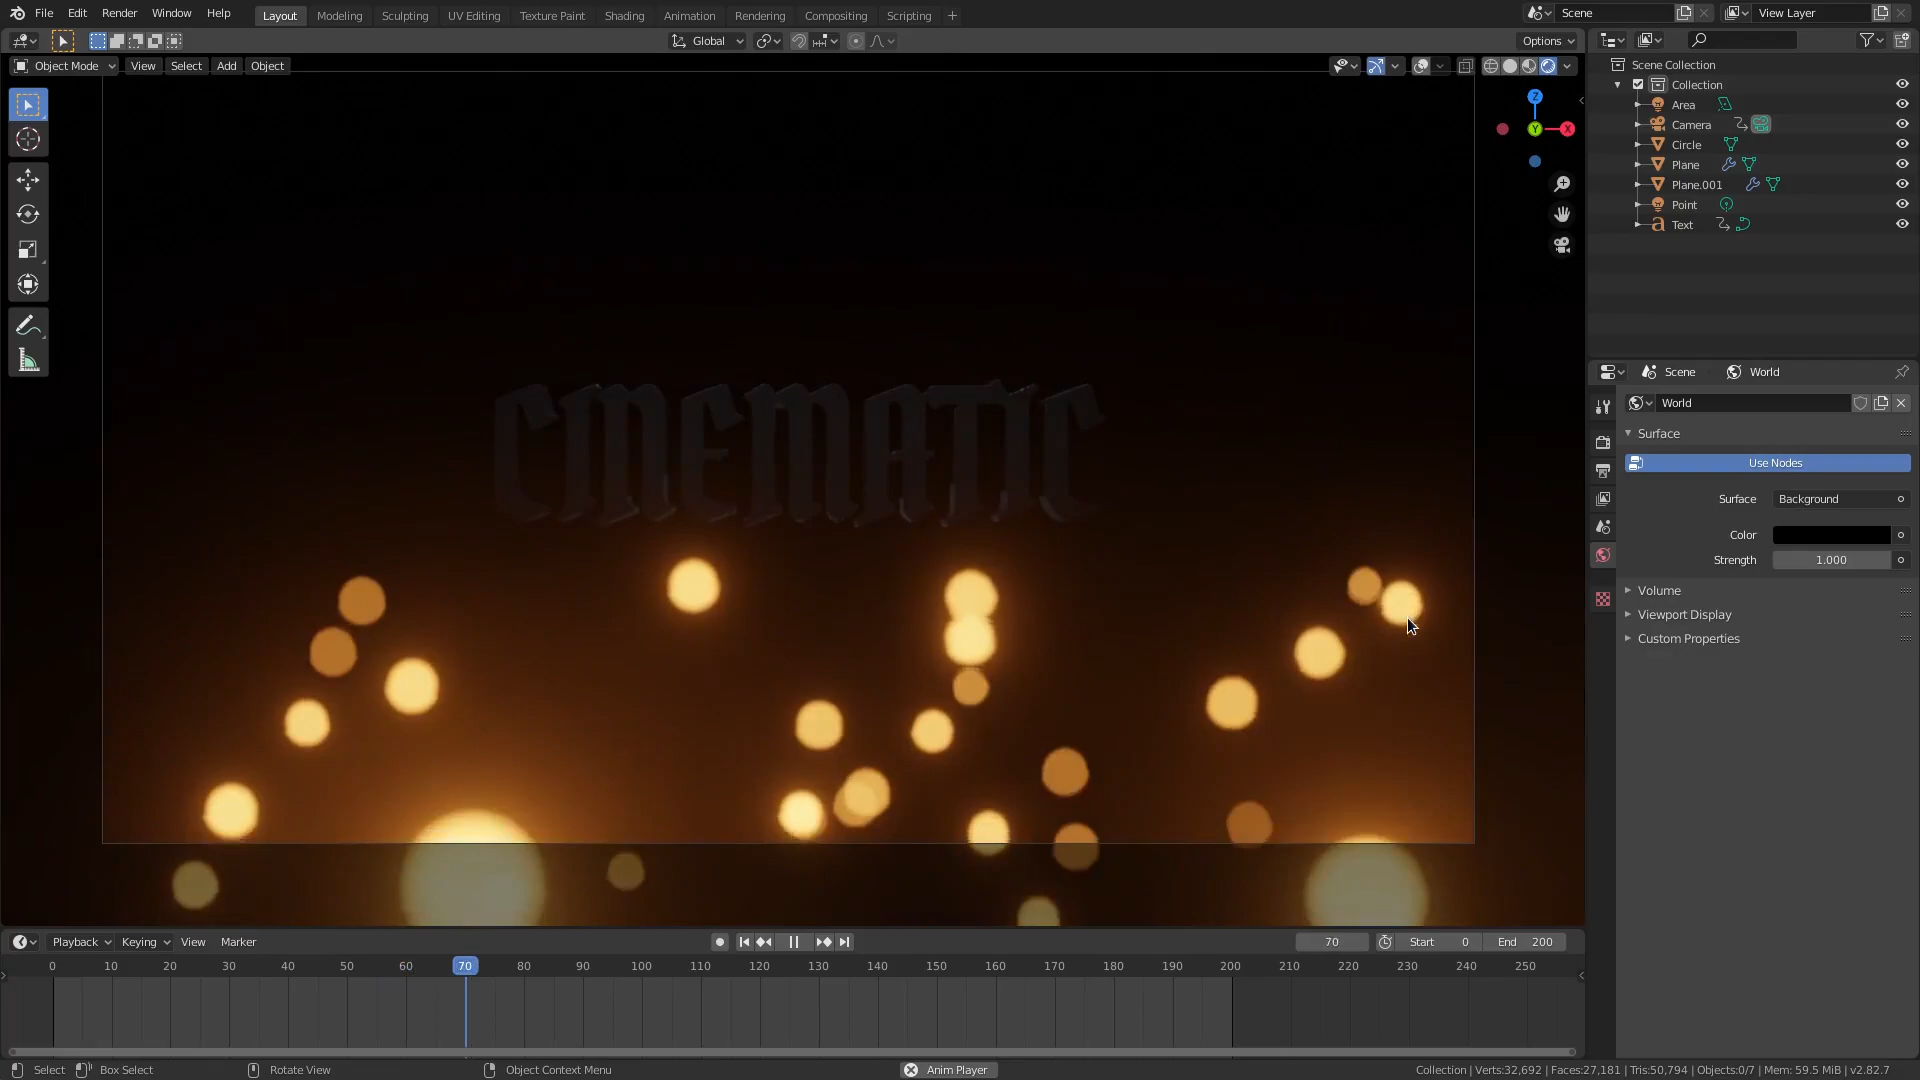 File Edit Render Window Help
Layout Modeling Sculpting UV Editing Texture Paint Shading Animation Rendering Compositing Scripting +
Scene
View Layer
Global
Options
Object Mode View Select Add Object
Z
Y X
CINEMATIC
Scene Collection
Collection
Area
Camera
Circle
Plane
Plane.001
Point
Text
Scene World
World
Surface
Use Nodes
Surface Background
Color
Strength 1.000
Volume
Viewport Display
Custom Properties
Playback Keying View Marker
70 Start 0 End 200
0 10 20 30 40 50 60 70 80 90 100 110 120 130 140 150 160 170 180 190 200 210 220 230 240 250
Select Box Select Rotate View Object Context Menu Anim Player
Collection | Verts:32,692 | Faces:27,181 | Tris:50,794 | Objects:0/7 | Mem: 59.5 MiB | v2.82.7